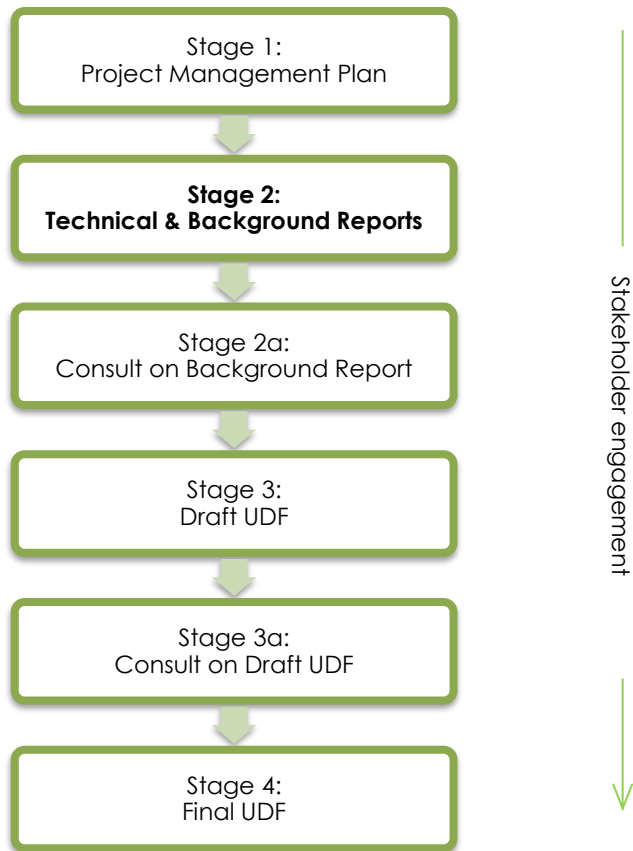 Stage 1:
Project Management Plan
Stage 2:
Technical & Background Reports
Stage 2a:
Consult on Background Report
Stage 3:
Draft UDF
Stage 3a:
Consult on Draft UDF
Stage 4:
Final UDF
Stakeholder engagement